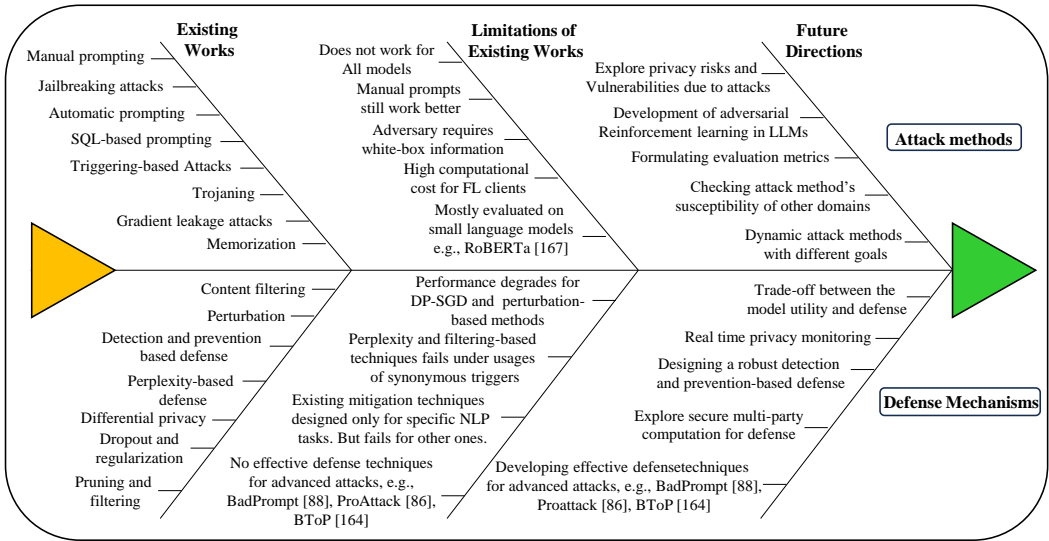 Existing
Works
Manual prompting
Jailbreaking attacks
Automatic prompting
SQL-based prompting
Triggering-based Attacks
Trojaning
Gradient leakage attacks
Memorization
Limitations of
Existing Works
Does not work for
All models
Manual prompts
still work better
Adversary requires
white-box information
High computational
cost for FL clients
Mostly evaluated on
small language models
e.g., RoBERTa [167]
Future
Directions
Explore privacy risks and
Vulnerabilities due to attacks
Development of adversarial
Reinforcement learning in LLMs
Formulating evaluation metrics
Checking attack method's
susceptibility of other domains
Dynamic attack methods
with different goals
Attack methods
Content filtering
Perturbation
Detection and prevention
based defense
Perplexity-based
defense
Differential privacy
Dropout and
regularization
Pruning and
filtering
Performance degrades for
DP-SGD and perturbation-
based methods
Perplexity and filtering-based
techniques fails under usages
of synonymous triggers
Existing mitigation techniques
designed only for specific NLP
tasks. But fails for other ones.
No effective defense techniques
for advanced attacks, e.g.,
BadPrompt [88], ProAttack [86],
BToP [164]
Trade-off between the
model utility and defense
Real time privacy monitoring
Designing a robust detection
and prevention-based defense
Explore secure multi-party
computation for defense
Developing effective defensetechniques
for advanced attacks, e.g., BadPrompt [88],
Proattack [86], BToP [164]
Defense Mechanisms